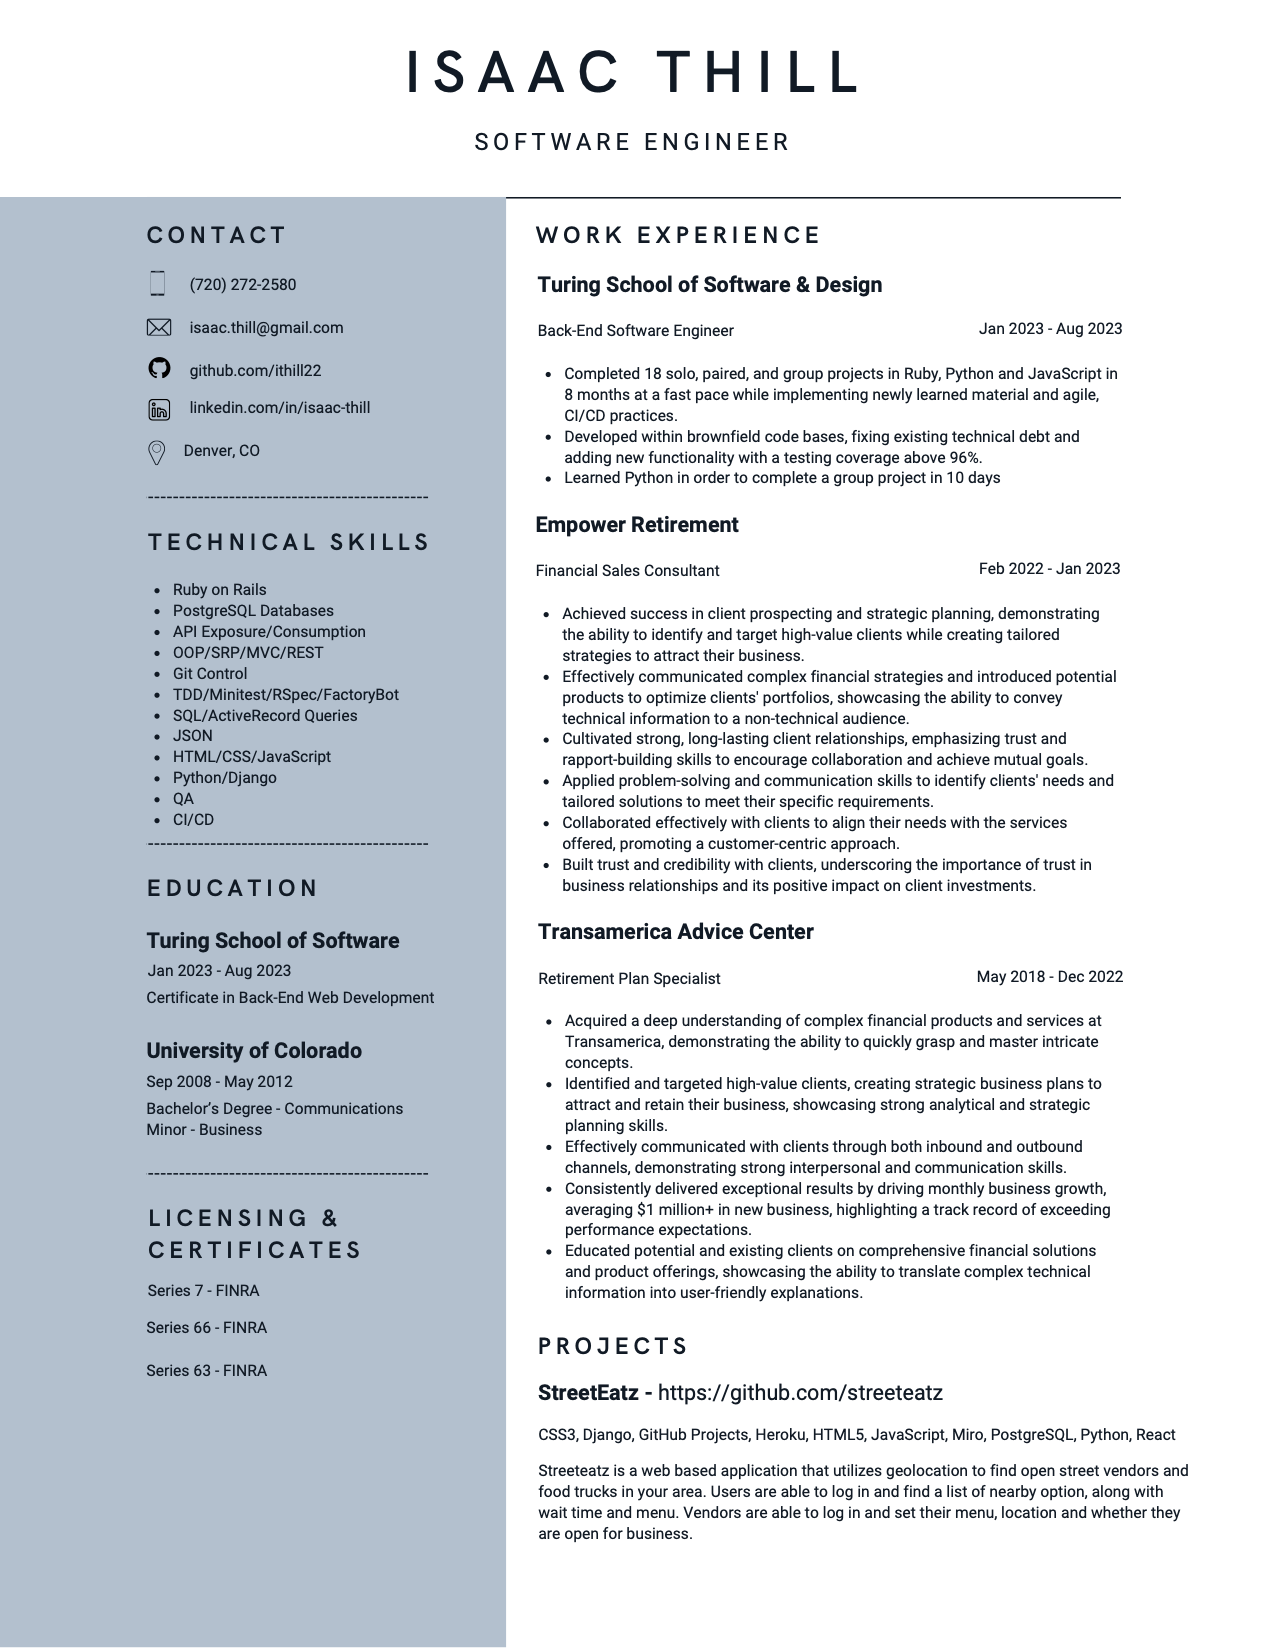 ISAAC THILL
SOFTWARE ENGINEER
CONTACT
(720) 272-2580
isaac.thill@gmail.com
github.com/ithill22
linkedin.com/in/isaac-thill
Denver, CO
----------------------------------------------
TECHNICAL SKILLS
• Ruby on Rails
• PostgreSQL Databases
• API Exposure/Consumption
• OOP/SRP/MVC/REST
• Git Control
• TDD/Minitest/RSpec/FactoryBot
• SQL/ActiveRecord Queries
• JSON
• HTML/CSS/JavaScript
• Python/Django
• QA
• CI/CD
----------------------------------------------
EDUCATION
Turing School of Software
Jan 2023 - Aug 2023
Certificate in Back-End Web Development
University of Colorado
Sep 2008 - May 2012
Bachelor’s Degree - Communications
Minor - Business
----------------------------------------------
LICENSING &
CERTIFICATES
Series 7 - FINRA
Series 66 - FINRA
Series 63 - FINRA
WORK EXPERIENCE
Turing School of Software & Design
Back-End Software Engineer Jan 2023 - Aug 2023
• Completed 18 solo, paired, and group projects in Ruby, Python and JavaScript in
8 months at a fast pace while implementing newly learned material and agile,
CI/CD practices.
• Developed within brownfield code bases, fixing existing technical debt and
adding new functionality with a testing coverage above 96%.
• Learned Python in order to complete a group project in 10 days
Empower Retirement
Financial Sales Consultant Feb 2022 - Jan 2023
• Achieved success in client prospecting and strategic planning, demonstrating
the ability to identify and target high-value clients while creating tailored
strategies to attract their business.
• Effectively communicated complex financial strategies and introduced potential
products to optimize clients' portfolios, showcasing the ability to convey
technical information to a non-technical audience.
• Cultivated strong, long-lasting client relationships, emphasizing trust and
rapport-building skills to encourage collaboration and achieve mutual goals.
• Applied problem-solving and communication skills to identify clients' needs and
tailored solutions to meet their specific requirements.
• Collaborated effectively with clients to align their needs with the services
offered, promoting a customer-centric approach.
• Built trust and credibility with clients, underscoring the importance of trust in
business relationships and its positive impact on client investments.
Transamerica Advice Center
Retirement Plan Specialist May 2018 - Dec 2022
• Acquired a deep understanding of complex financial products and services at
Transamerica, demonstrating the ability to quickly grasp and master intricate
concepts.
• Identified and targeted high-value clients, creating strategic business plans to
attract and retain their business, showcasing strong analytical and strategic
planning skills.
• Effectively communicated with clients through both inbound and outbound
channels, demonstrating strong interpersonal and communication skills.
• Consistently delivered exceptional results by driving monthly business growth,
averaging $1 million+ in new business, highlighting a track record of exceeding
performance expectations.
• Educated potential and existing clients on comprehensive financial solutions
and product offerings, showcasing the ability to translate complex technical
information into user-friendly explanations.
PROJECTS
StreetEatz - https://github.com/streeteatz
CSS3, Django, GitHub Projects, Heroku, HTML5, JavaScript, Miro, PostgreSQL, Python, React
Streeteatz is a web based application that utilizes geolocation to find open street vendors and
food trucks in your area. Users are able to log in and find a list of nearby option, along with
wait time and menu. Vendors are able to log in and set their menu, location and whether they
are open for business.